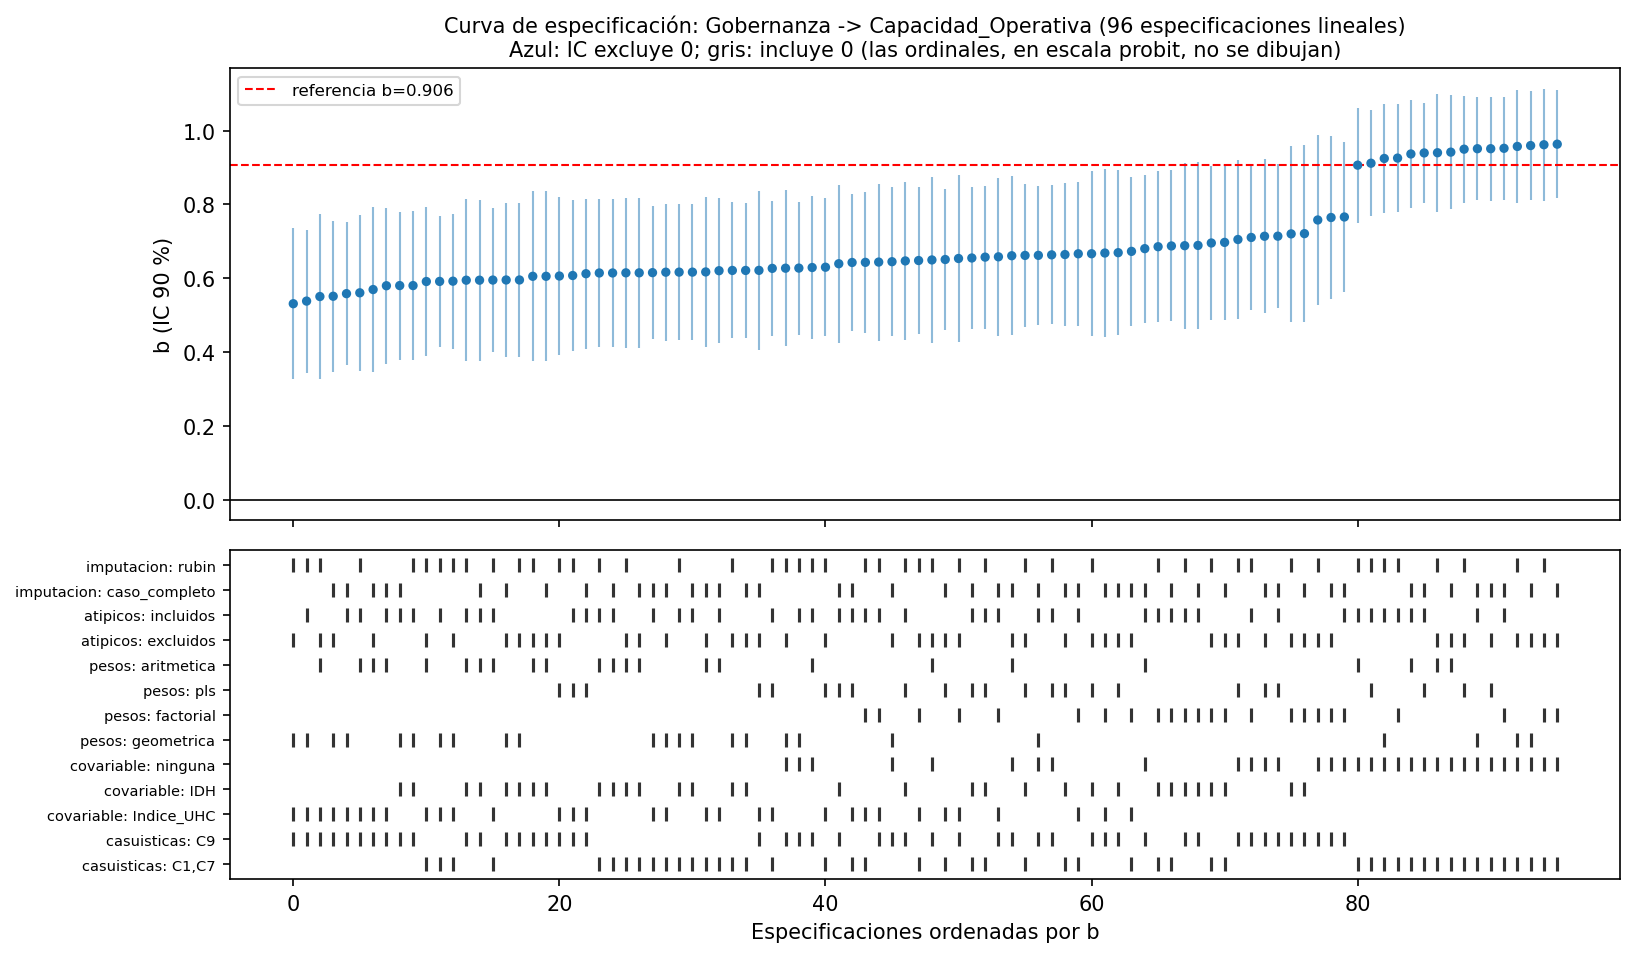 Curva de especificación: Gobernanza -> Capacidad_Operativa (96 especificaciones lineales)
Azul: IC excluye 0; gris: incluye 0 (las ordinales, en escala probit, no se dibujan)
referencia b=0.906
b (IC 90 %)
1.0
0.8
0.6
0.4
0.2
0.0
imputacion: rubin
imputacion: caso_completo
atipicos: incluidos
atipicos: excluidos
pesos: aritmetica
pesos: pls
pesos: factorial
pesos: geometrica
covariable: ninguna
covariable: IDH
covariable: Indice_UHC
casuisticas: C9
casuisticas: C1,C7
0 20 40 60 80
Especificaciones ordenadas por b